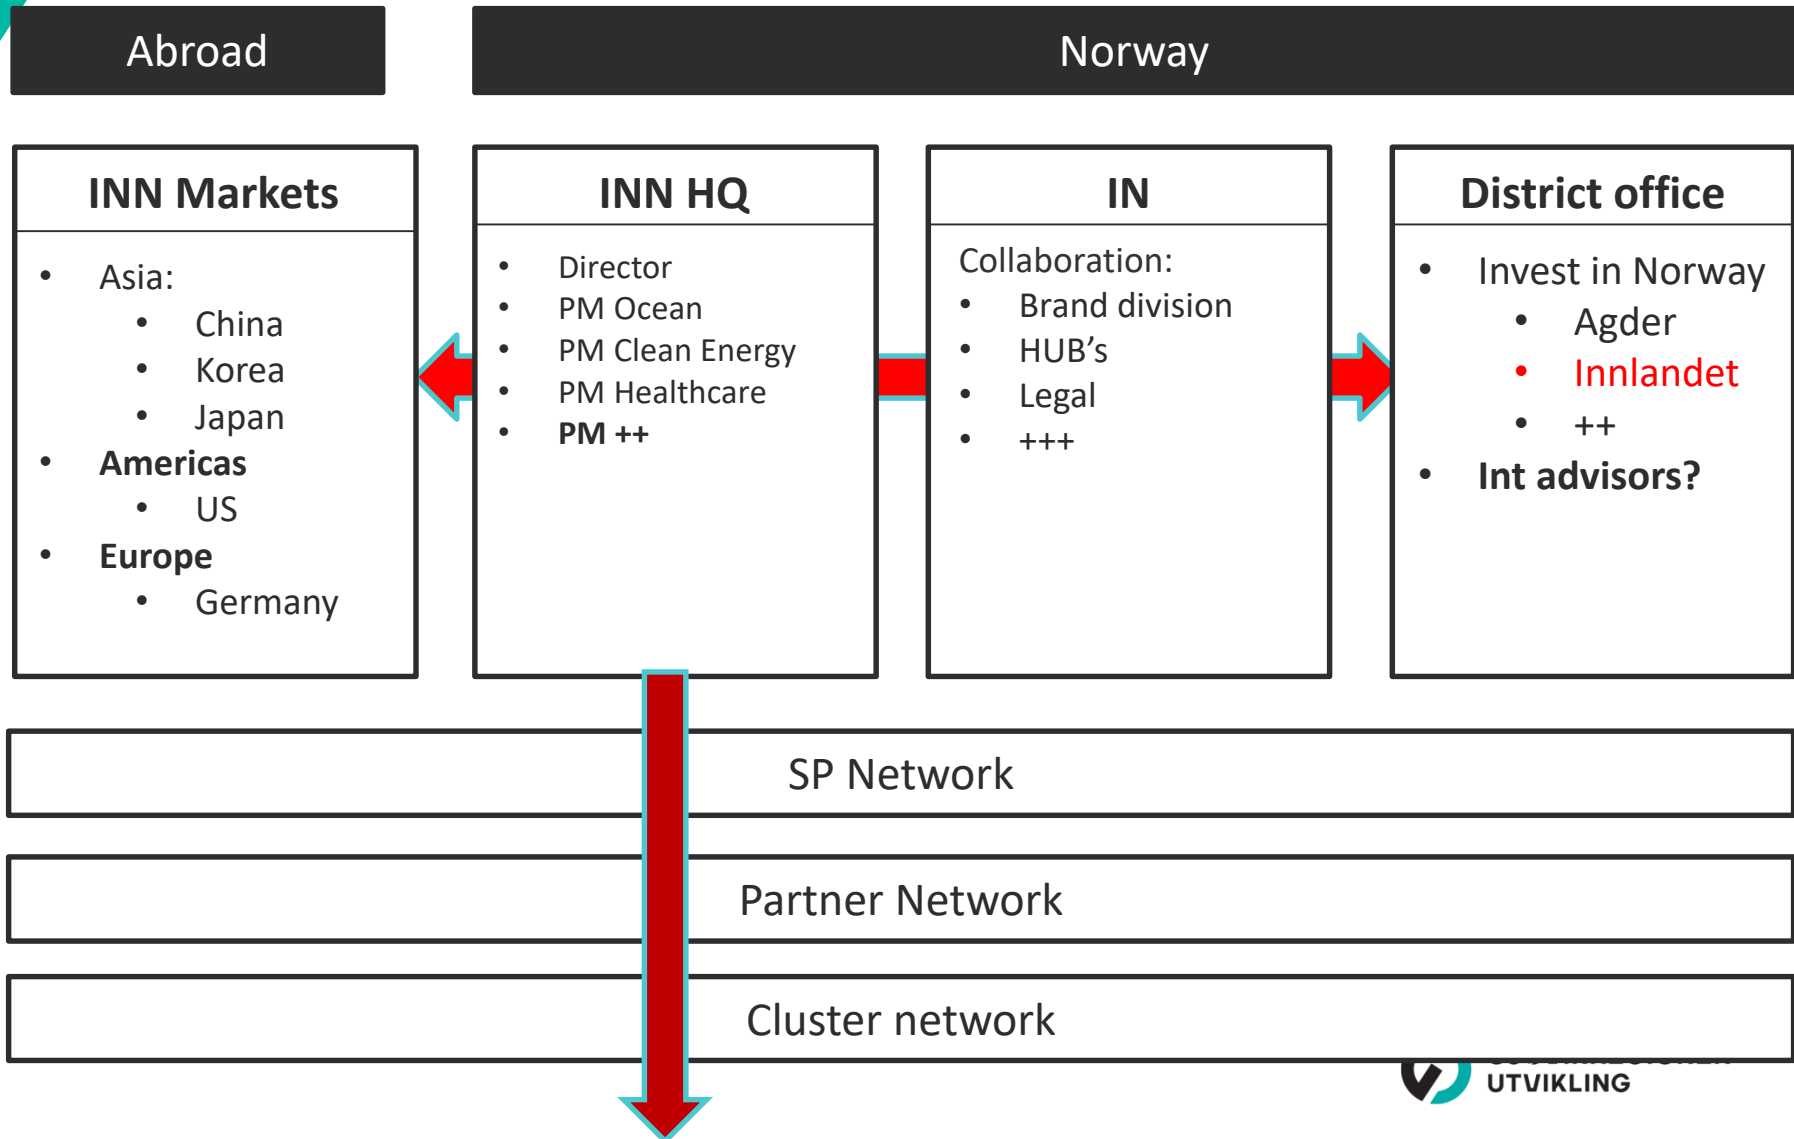 Abroad
Norway
INN Markets
• Asia:
• China
• Korea
• Japan
• Americas
• US
• Europe
• Germany
INN HQ
• Director
• PM Ocean
• PM Clean Energy
• PM Healthcare
• PM ++
IN
Collaboration:
• Brand division
• HUB's
• Legal
• +++
District office
• Invest in Norway
• Agder
• Innlandet
• ++
• Int advisors?
SP Network
Partner Network
Cluster network
UTVIKLING